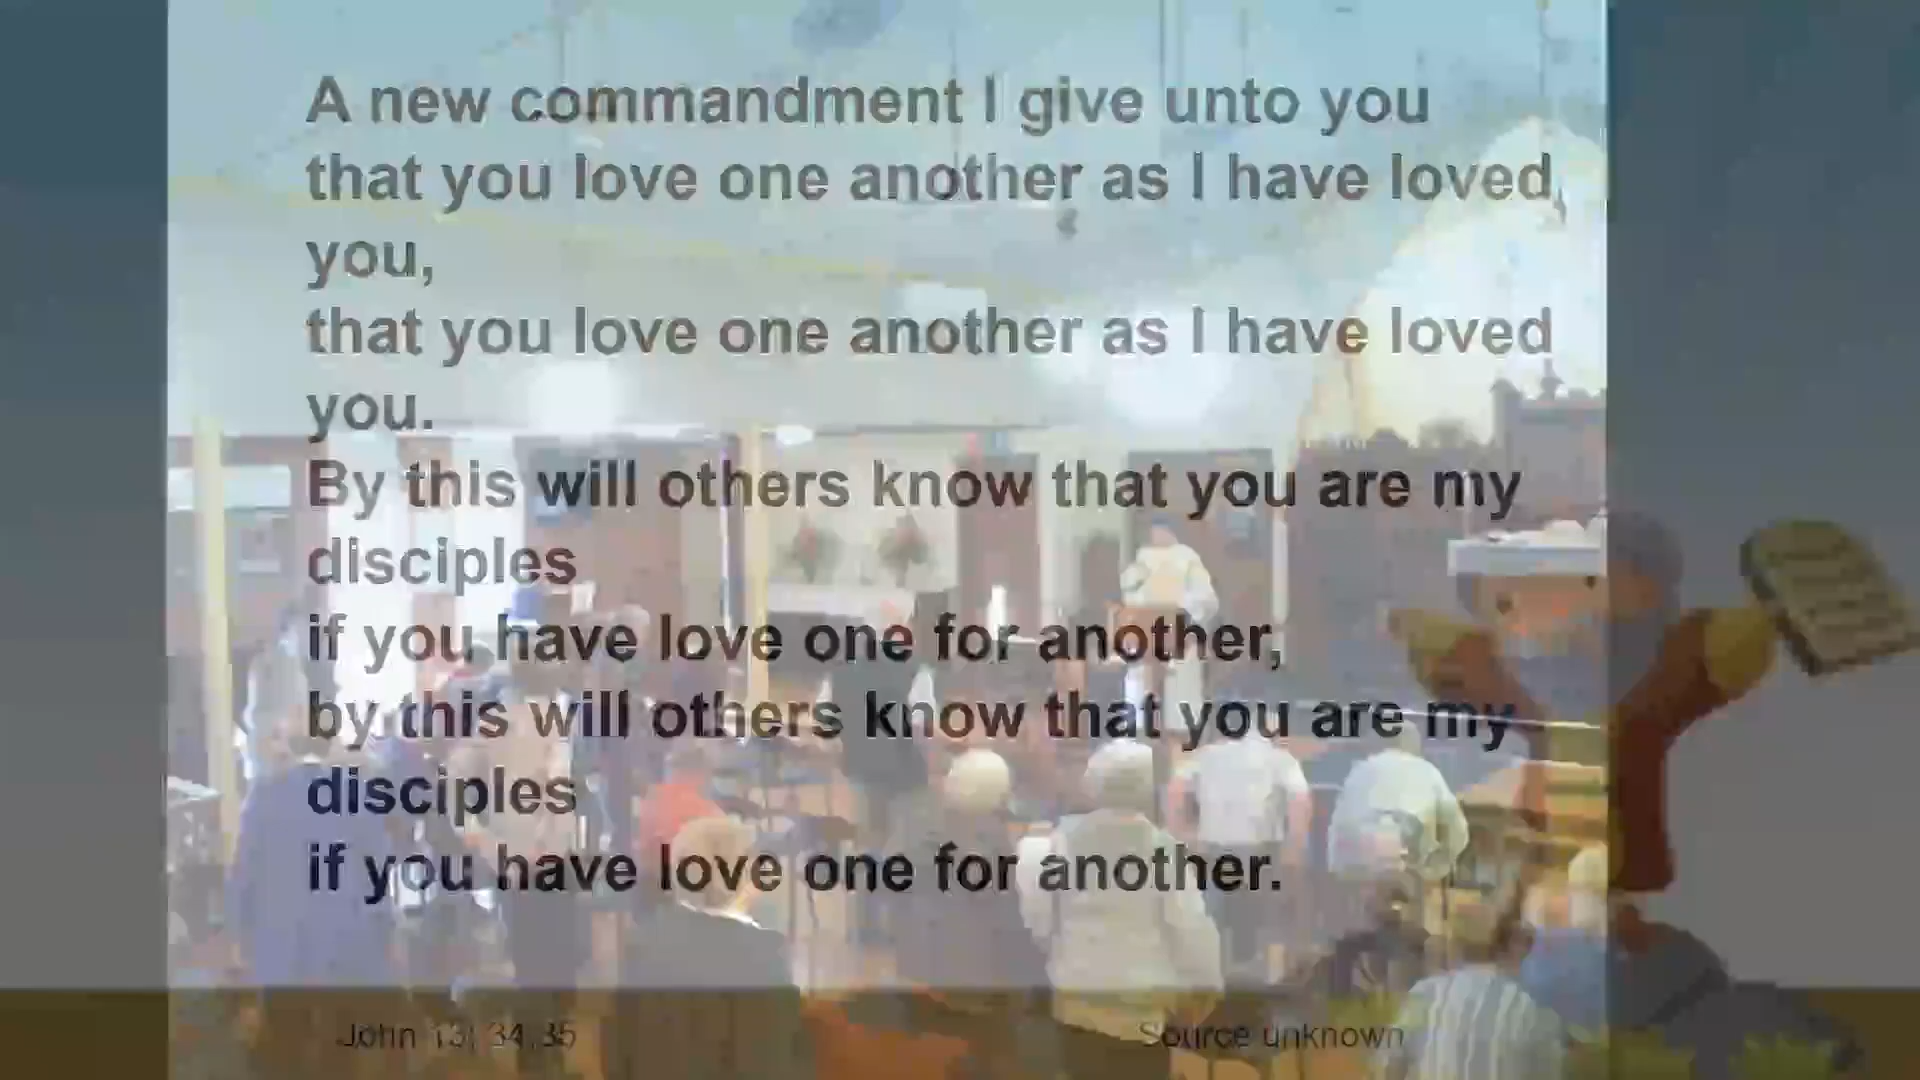 A new commandment I give unto you
that you love one another as I have loved
you,
that you love one another as I have loved
you.
By this will others know that you are my
disciples
if you have love one for another,
by this will others know that you are my
disciples
if you have love one for another.
John 13: 34,35
Source unknown